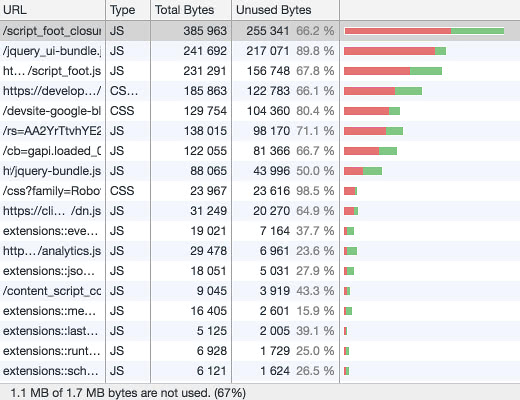 URL Type Total Bytes Unused Bytes
/script_foot_closur JS 385 963 255 341 66.2 %
/jquery_ui-bundle.j JS 241 692 217 071 89.8 %
ht… /script_foot.js JS 231 291 156 748 67.8 %
https://develop…/ CS… 185 863 122 783 66.1 %
/devsite-google-bl CSS 129 754 104 360 80.4 %
/rs=AA2YrTtvhYE2 JS 138 015 98 170 71.1 %
/cb=gapi.loaded_0 JS 122 055 81 366 66.7 %
h/jquery-bundle.js JS 88 065 43 996 50.0 %
/css?family=Robot CSS 23 967 23 616 98.5 %
https://cli… /dn.js JS 31 249 20 270 64.9 %
extensions::eve… JS 19 021 7 164 37.7 %
http… /analytics.js JS 29 478 6 961 23.6 %
extensions::jso… JS 18 051 5 031 27.9 %
/content_script_cc JS 9 045 3 919 43.3 %
extensions::me… JS 16 405 2 601 15.9 %
extensions::last… JS 5 125 2 005 39.1 %
extensions::runt… JS 6 928 1 729 25.0 %
extensions::sch… JS 6 121 1 624 26.5 %
1.1 MB of 1.7 MB bytes are not used. (67%)